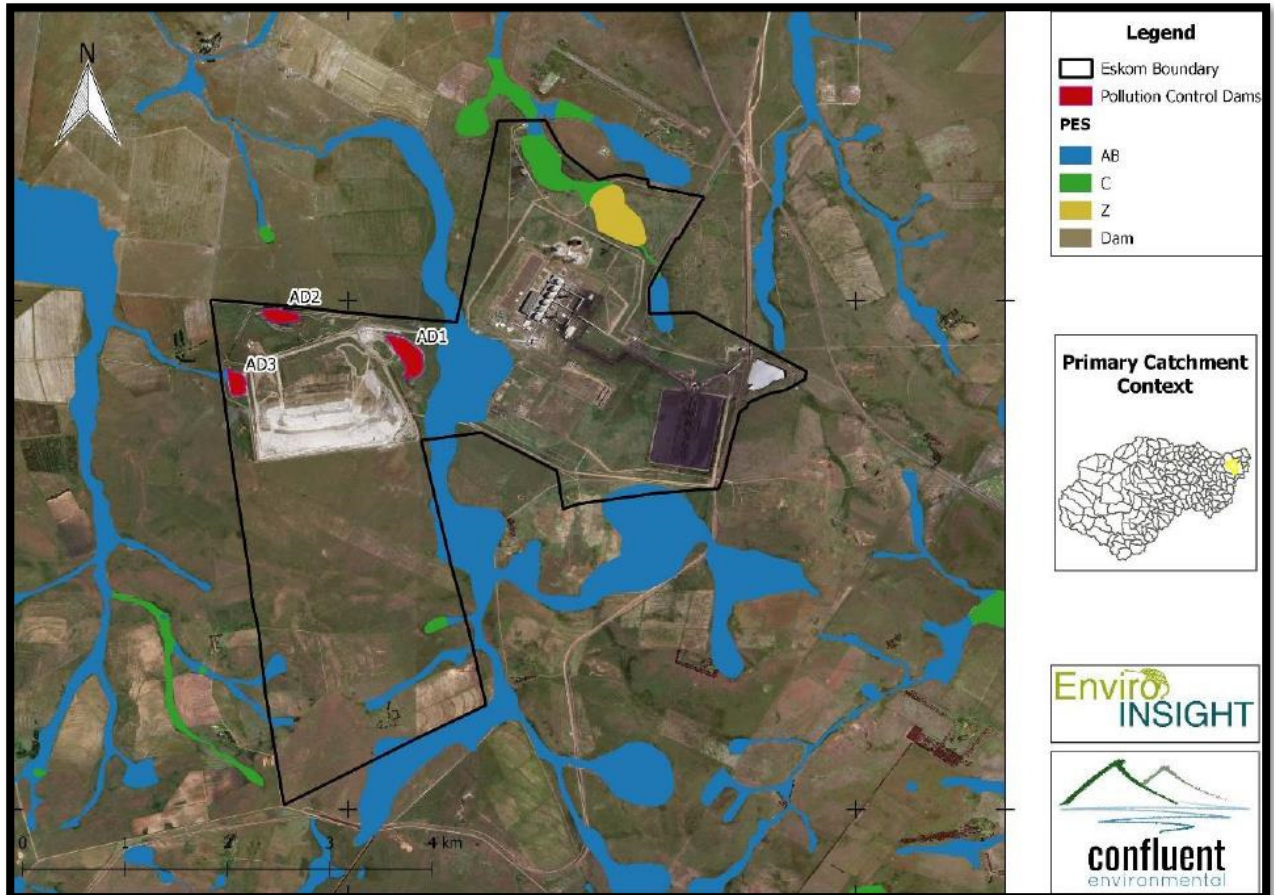 N
AD2
AD1
AD3
0 1 2 3 4 km
Legend
Eskom Boundary
Pollution Control Dams
PES
AB
C
Z
Dam
Primary Catchment
Context
Enviro
INSIGHT
confluent
environmental